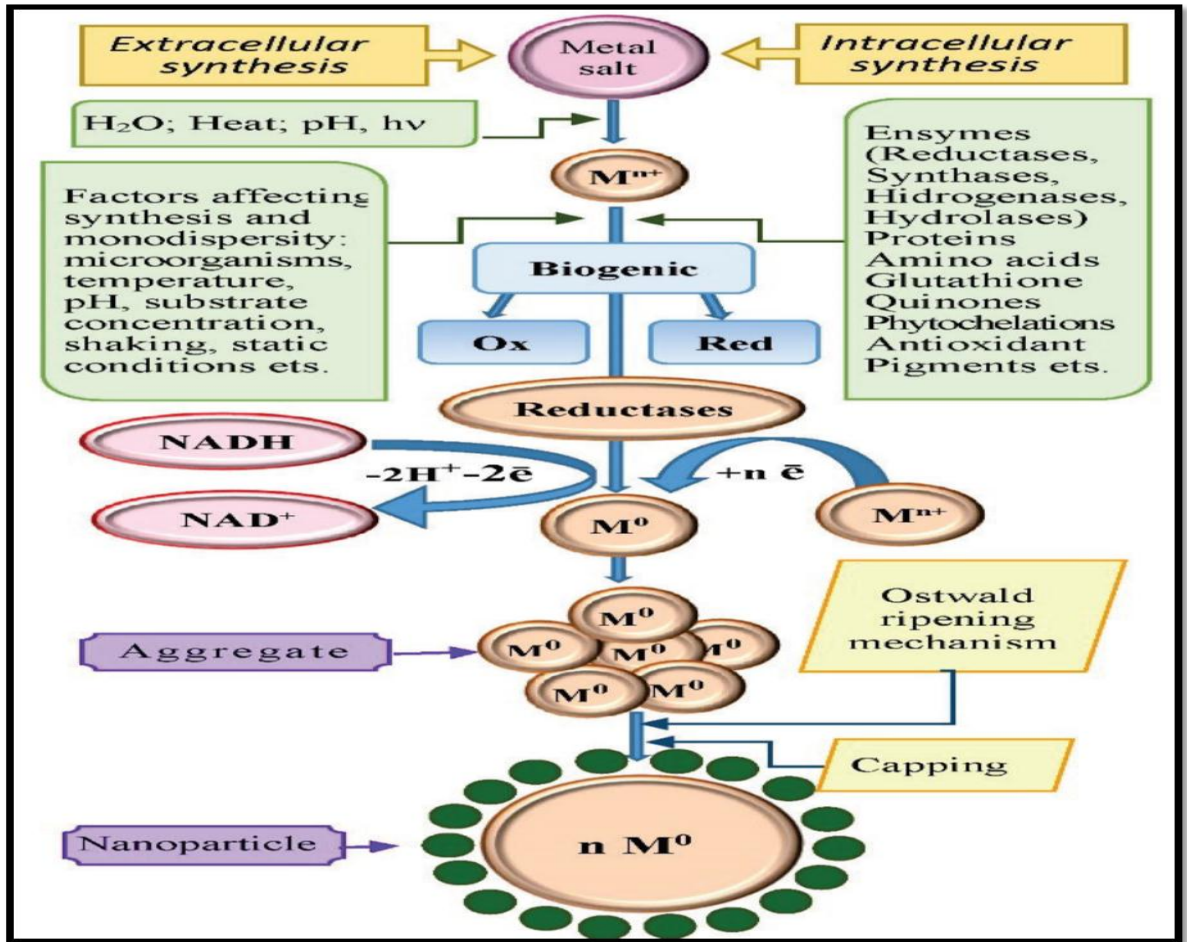 Extracellular
synthesis
Metal
salt
Intracellular
synthesis
H₂O; Heat; pH, hν
Mⁿ⁺
Factors affecting
synthesis and
monodispersity:
microorganisms,
temperature,
pH, substrate
concentration,
shaking, static
conditions ets.
Ensymes
(Reductases,
Synthases,
Hidrogenases,
Hydrolases)
Proteins
Amino acids
Glutathione
Quinones
Phytochelations
Antioxidant
Pigments ets.
Biogenic
Ox
Red
Reductases
NADH
-2H⁺-2ē
+n ē
NAD⁺
M⁰
Mⁿ⁺
Ostwald
ripening
mechanism
Aggregate
M⁰
M⁰
M⁰
M⁰
M⁰
M⁰
Capping
Nanoparticle
n M⁰